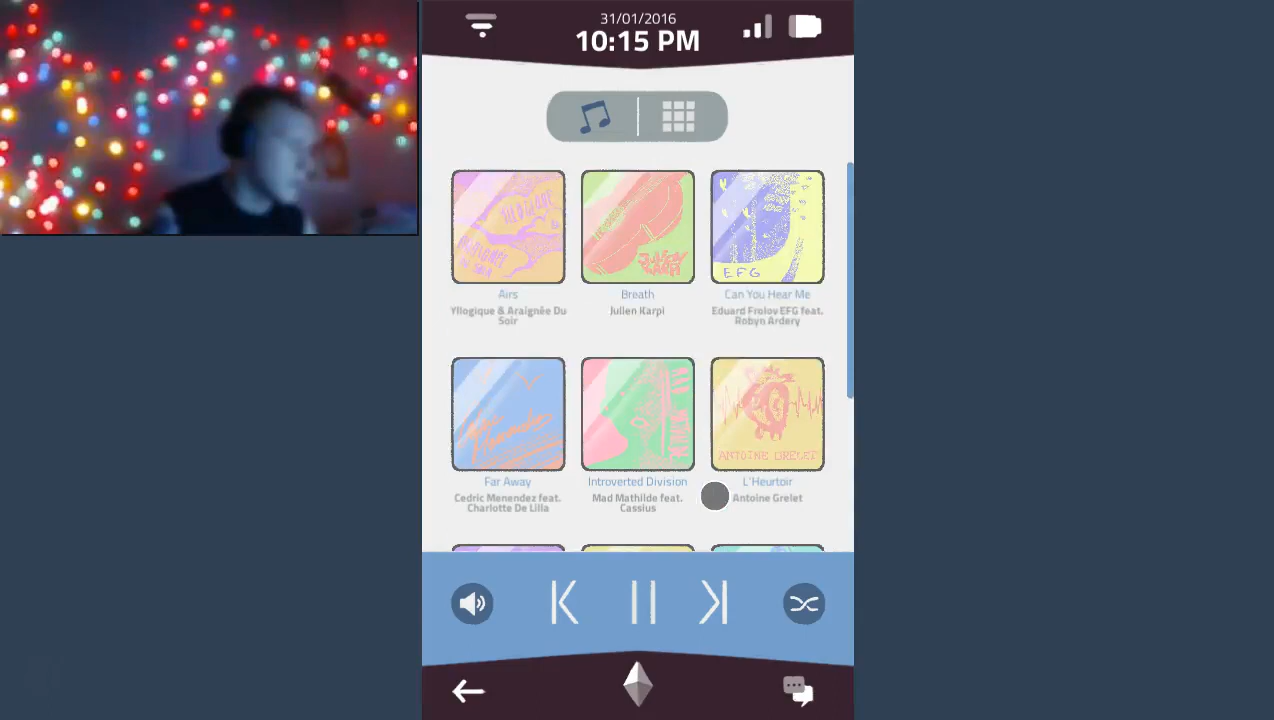 31/01/2016
10:15 PM
EFG
Airs
Breath
Can You Hear Me
Yllogique & Araignée Du
Soir
Julien Karpi
Eduard Frolov EFG feat.
Robyn Ardery
ANTOINE GRELET
Far Away
Introverted Division
L'Heurtoir
Cedric Menendez feat.
Charlotte De Lilla
Mad Mathilde feat.
Cassius
Antoine Grelet